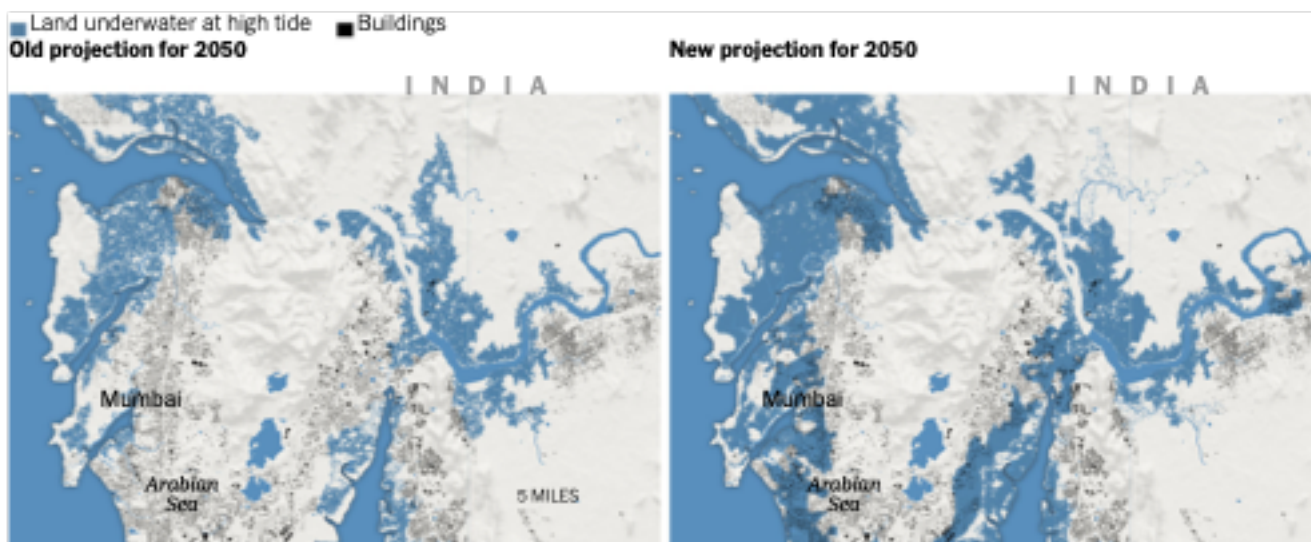 Land underwater at high tide Buildings
Old projection for 2050 New projection for 2050
INDIA INDIA
Mumbai Mumbai
Arabian Arabian
Sea Sea
5 MILES